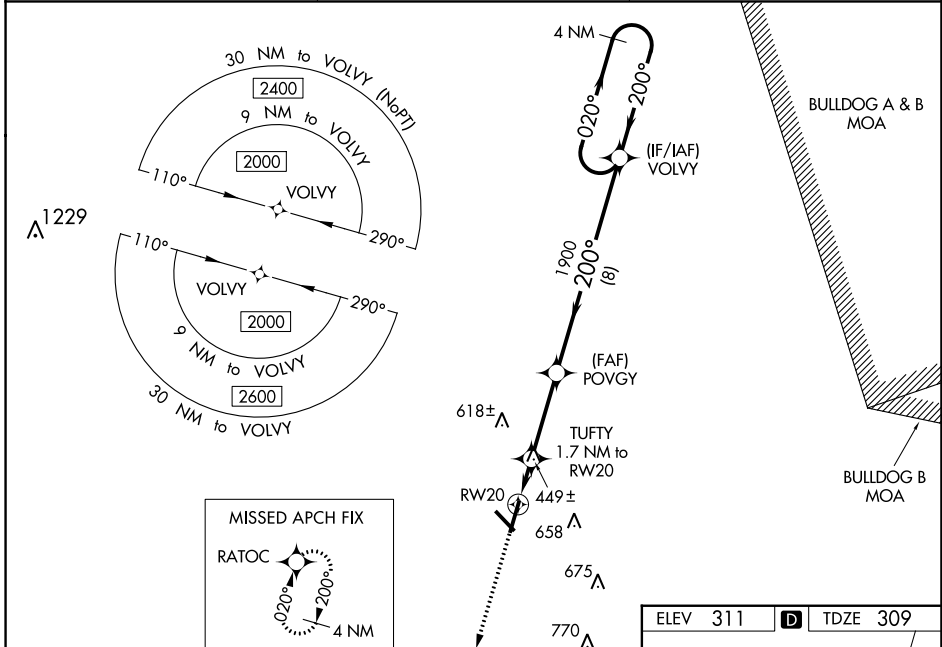 30 NM to VOLVY (NoPT)
2400
9 NM to VOLVY
2000
VOLVY
110°
290°
1229
110°
VOLVY
290°
2000
9 NM to VOLVY
2600
30 NM to VOLVY
4 NM
020°
200°
(IF/IAF)
VOLVY
1900
200°
(8)
(FAF)
POVGY
618±
TUFTY
1.7 NM to
RW20
RW20
449±
658
675
770
BULLDOG A & B
MOA
BULLDOG B
MOA
MISSED APCH FIX
RATOC
020°
200°
4 NM
ELEV 311 D TDZE 309